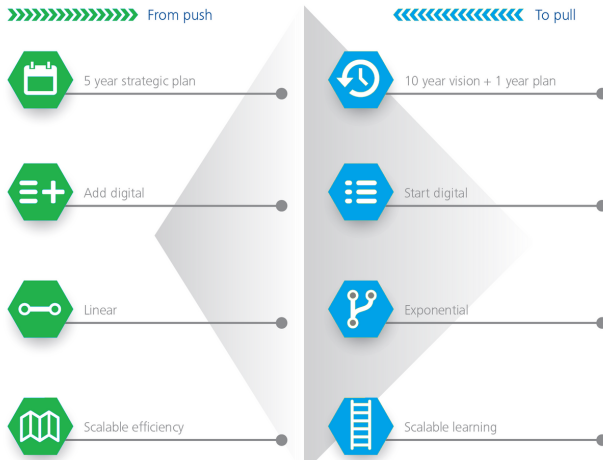 From push
To pull
5 year strategic plan
10 year vision + 1 year plan
Add digital
Start digital
Linear
Exponential
Scalable efficiency
Scalable learning